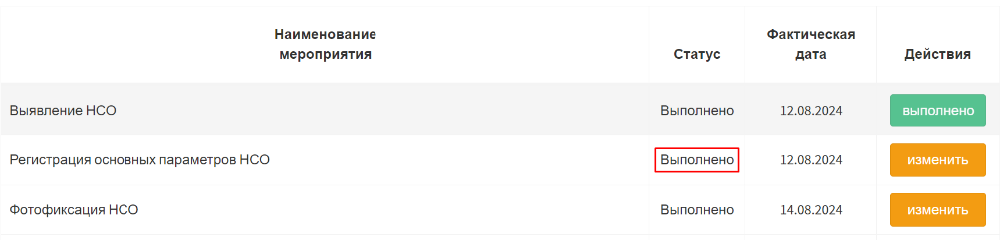 Наименование
мероприятия
Статус
Фактическая
дата
Действия
Выявление НСО Выполнено 12.08.2024 выполнено
Регистрация основных параметров НСО Выполнено 12.08.2024 изменить
Фотофиксация НСО Выполнено 14.08.2024 изменить